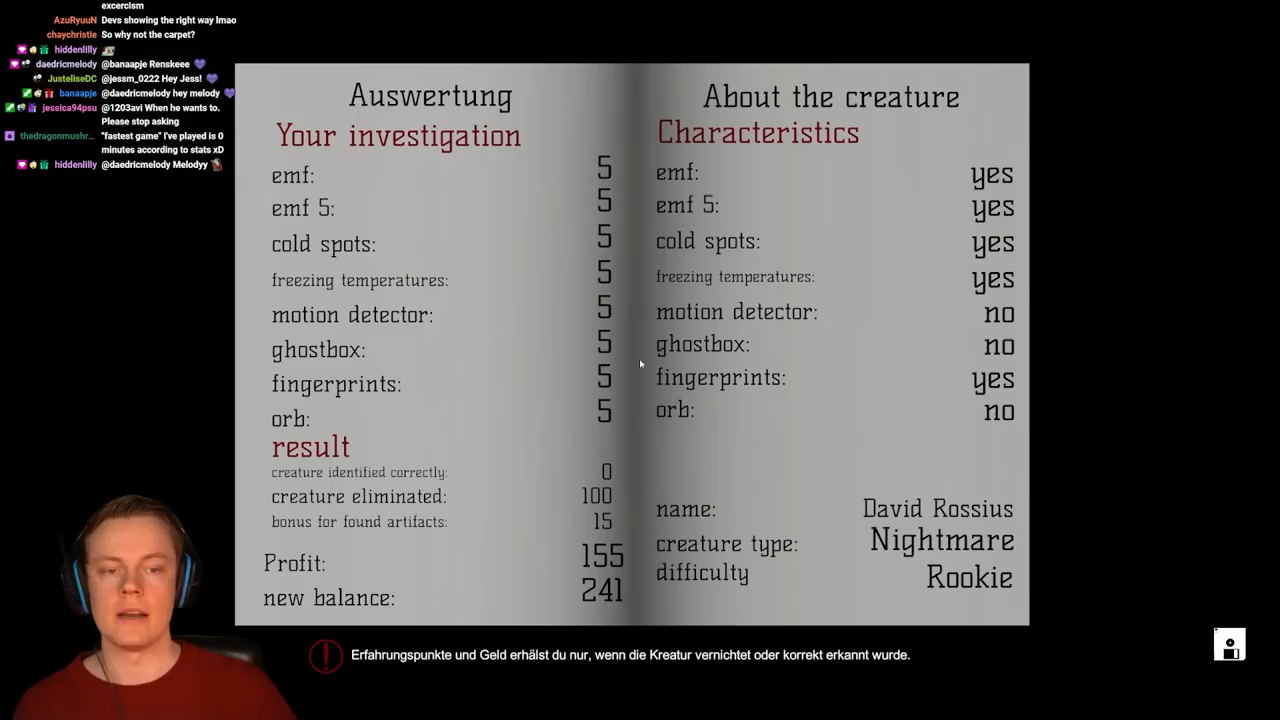 excercism
AzuRyuuN Devs showing the right way lmao
chaychristie So why not the carpet?
hiddenlilly
daedricmelody @banaapje Renskeee
JusteliseDC @jessm_0222 Hey Jess!
banaapje @daedricmelody hey melody
jessica94psu @1203avi When he wants to.
Please stop asking
thedragonmushr... "fastest game" I've played is 0
minutes according to stats xD
hiddenlilly @daedricmelody Melodyy
Auswertung
Your investigation
emf: 5
emf 5: 5
cold spots: 5
freezing temperatures: 5
motion detector: 5
ghostbox: 5
fingerprints: 5
orb: 5
result
creature identified correctly: 0
creature eliminated: 100
bonus for found artifacts: 15
Profit: 155
new balance: 241
About the creature
Characteristics
emf: yes
emf 5: yes
cold spots: yes
freezing temperatures: yes
motion detector: no
ghostbox: no
fingerprints: yes
orb: no
name: David Rossius
creature type: Nightmare
difficulty Rookie
Erfahrungspunkte und Geld erhälst du nur, wenn die Kreatur vernichtet oder korrekt erkannt wurde.